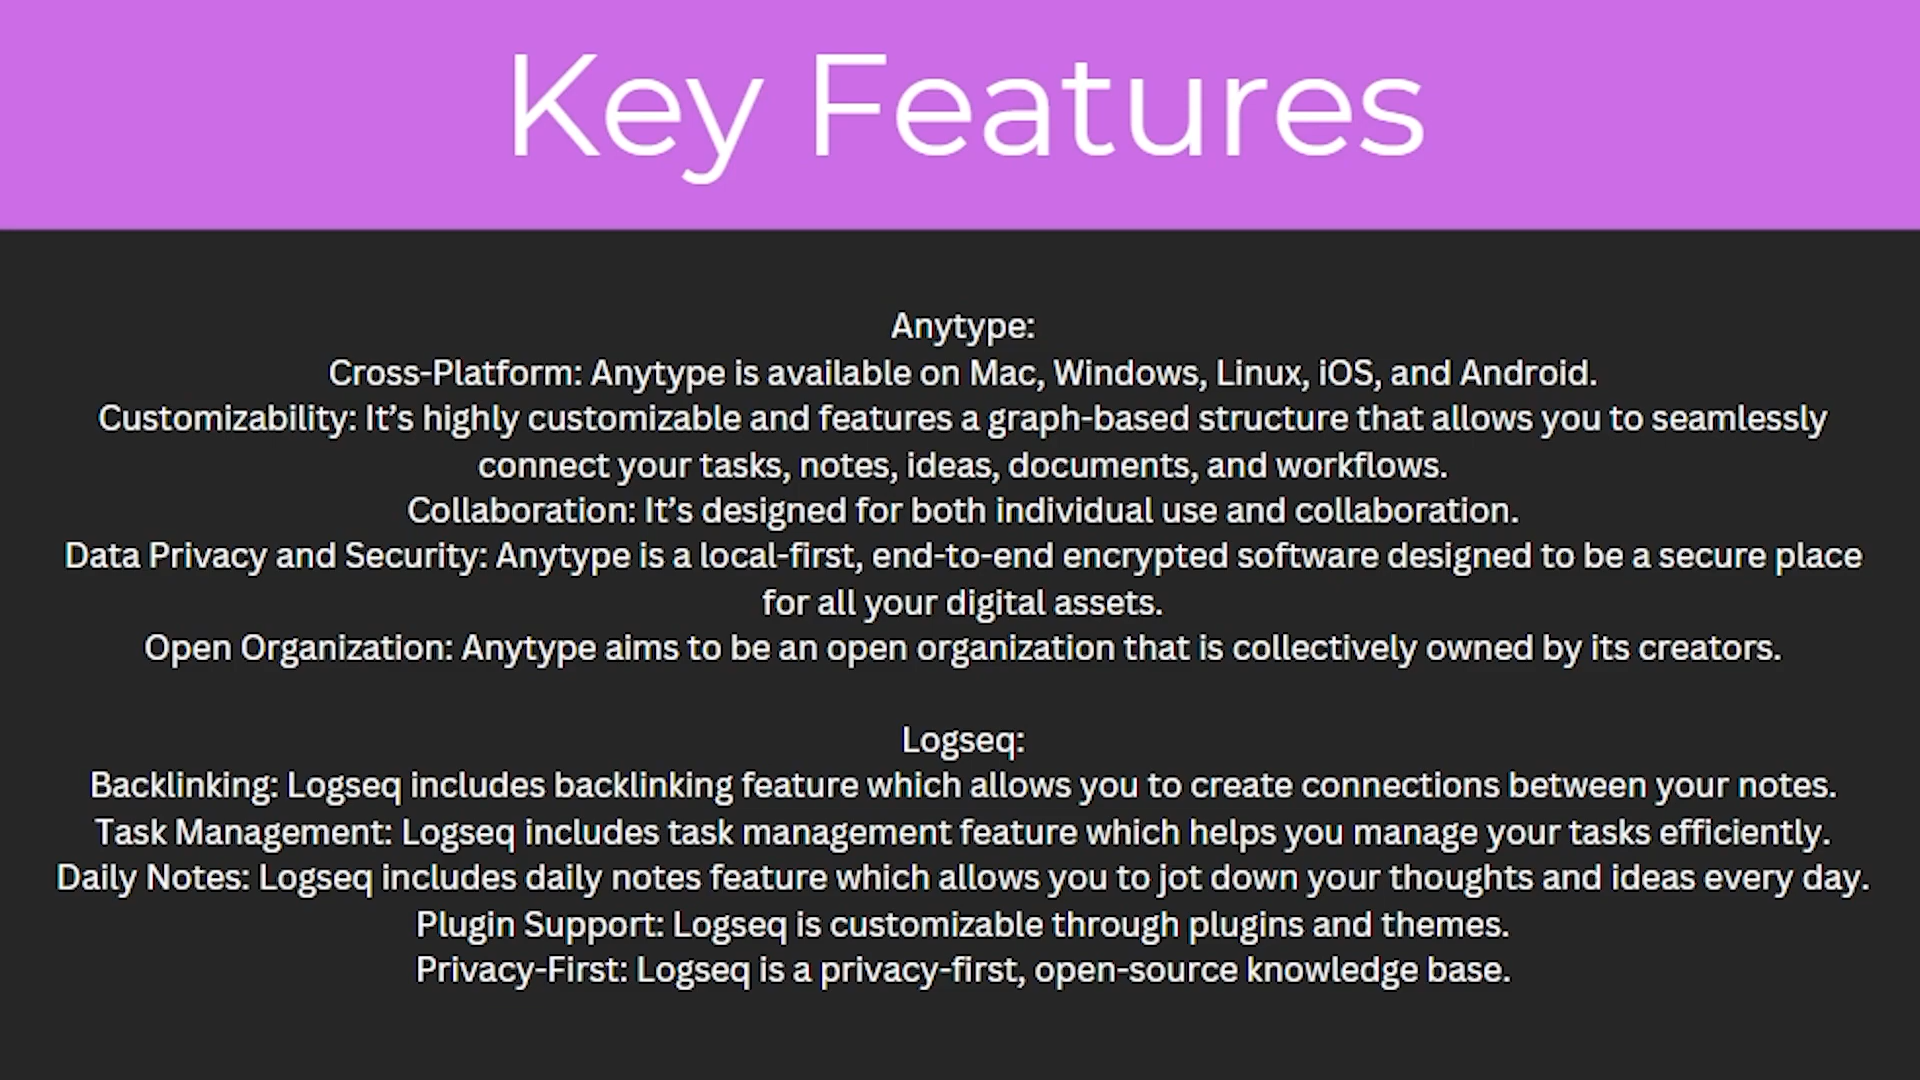 Key Features
Anytype:
Cross-Platform: Anytype is available on Mac, Windows, Linux, iOS, and Android.
Customizability: It’s highly customizable and features a graph-based structure that allows you to seamlessly
connect your tasks, notes, ideas, documents, and workflows.
Collaboration: It’s designed for both individual use and collaboration.
Data Privacy and Security: Anytype is a local-first, end-to-end encrypted software designed to be a secure place
for all your digital assets.
Open Organization: Anytype aims to be an open organization that is collectively owned by its creators.
Logseq:
Backlinking: Logseq includes backlinking feature which allows you to create connections between your notes.
Task Management: Logseq includes task management feature which helps you manage your tasks efficiently.
Daily Notes: Logseq includes daily notes feature which allows you to jot down your thoughts and ideas every day.
Plugin Support: Logseq is customizable through plugins and themes.
Privacy-First: Logseq is a privacy-first, open-source knowledge base.